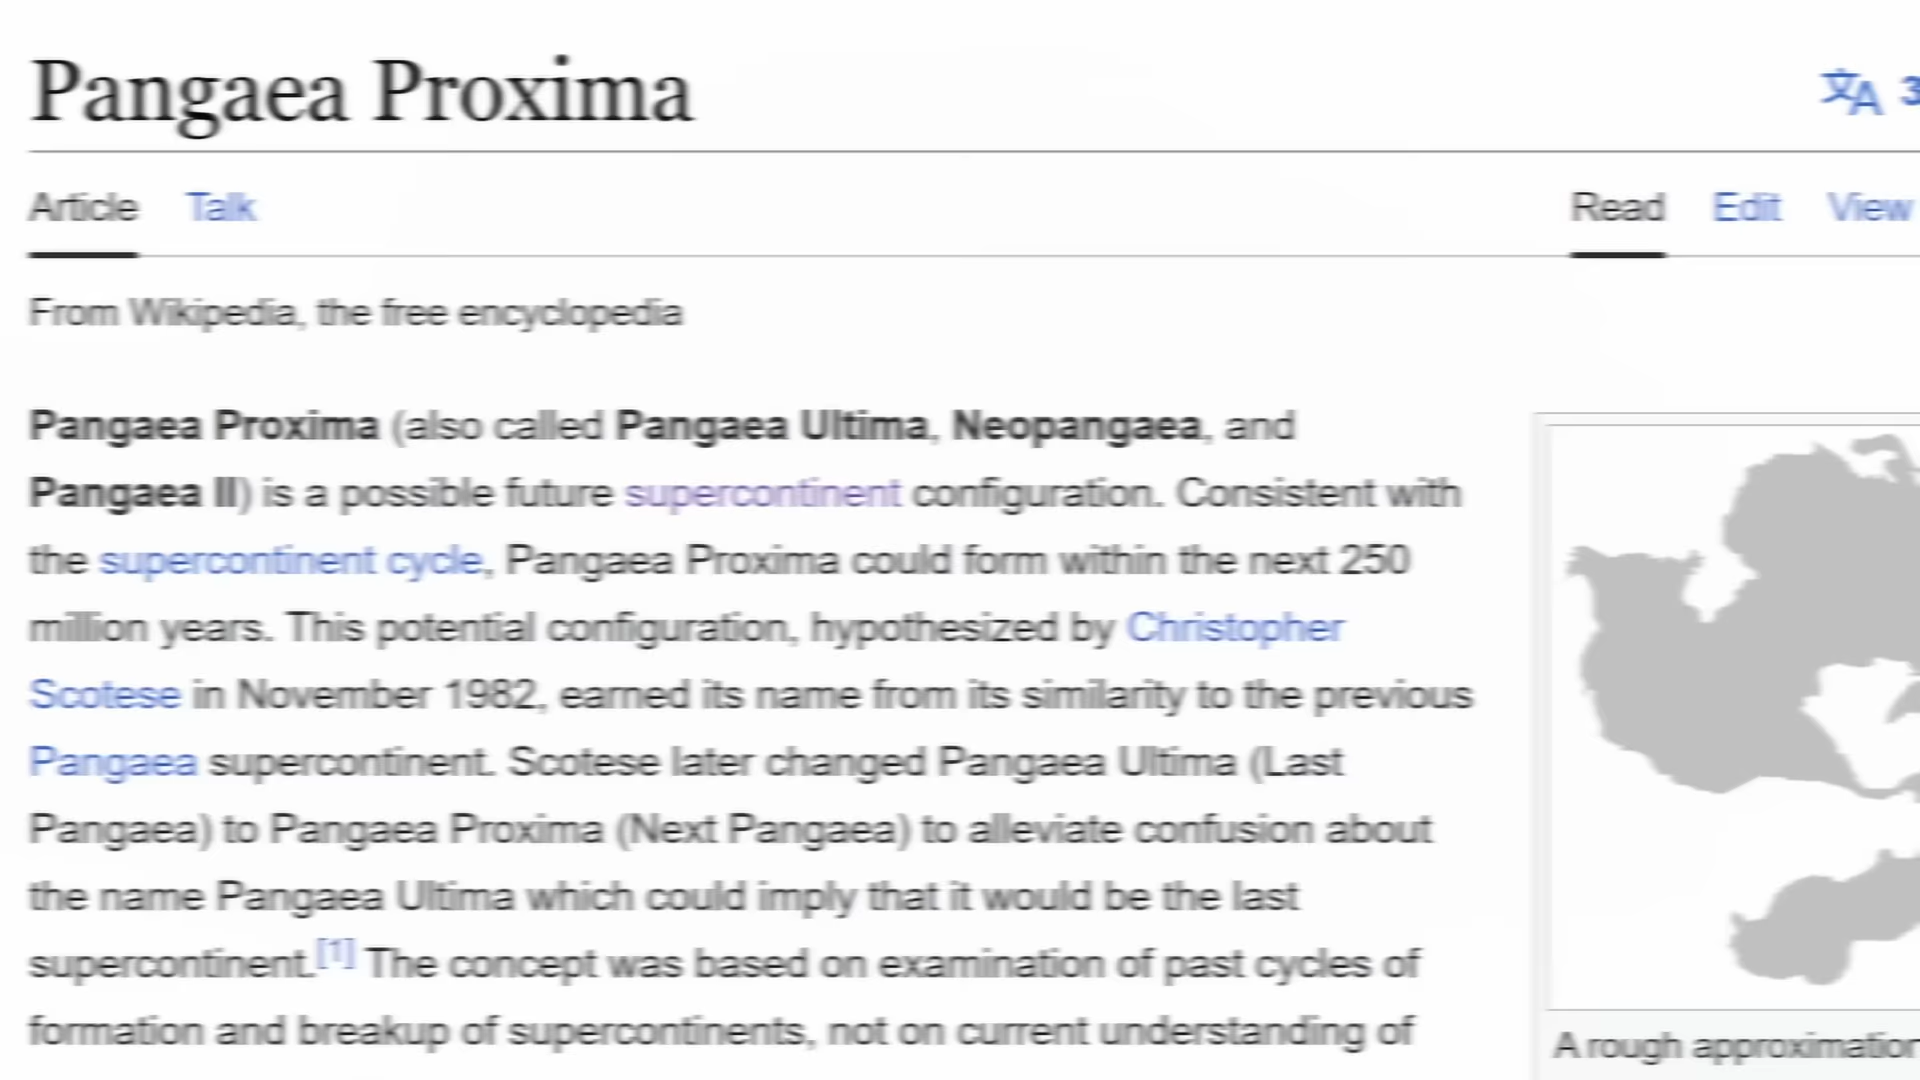 Pangaea Proxima
文A 3
Article Talk Read Edit View
From Wikipedia, the free encyclopedia
Pangaea Proxima (also called Pangaea Ultima, Neopangaea, and
Pangaea II) is a possible future supercontinent configuration. Consistent with
the supercontinent cycle, Pangaea Proxima could form within the next 250
million years. This potential configuration, hypothesized by Christopher
Scotese in November 1982, earned its name from its similarity to the previous
Pangaea supercontinent. Scotese later changed Pangaea Ultima (Last
Pangaea) to Pangaea Proxima (Next Pangaea) to alleviate confusion about
the name Pangaea Ultima which could imply that it would be the last
supercontinent.[1] The concept was based on examination of past cycles of
formation and breakup of supercontinents, not on current understanding of
A rough approximation